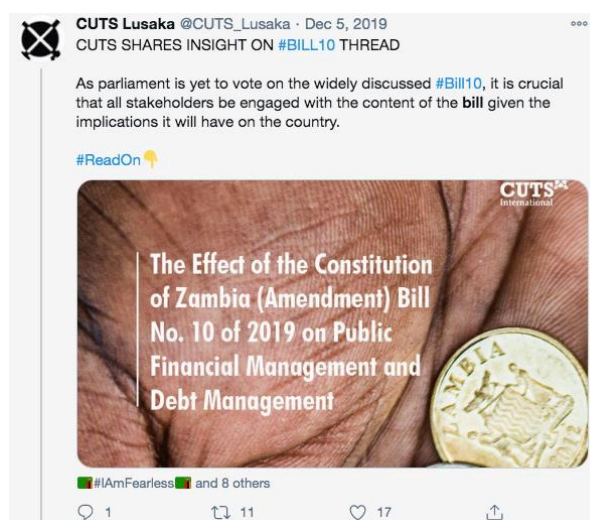 CUTS Lusaka @CUTS_Lusaka · Dec 5, 2019
CUTS SHARES INSIGHT ON #BILL10 THREAD
As parliament is yet to vote on the widely discussed #Bill10, it is crucial
that all stakeholders be engaged with the content of the bill given the
implications it will have on the country.
#ReadOn👇
CUTS
International
The Effect of the Constitution
of Zambia (Amendment) Bill
No. 10 of 2019 on Public
Financial Management and
Debt Management
ZAMBIA
#IAmFearless and 8 others
1 11 17